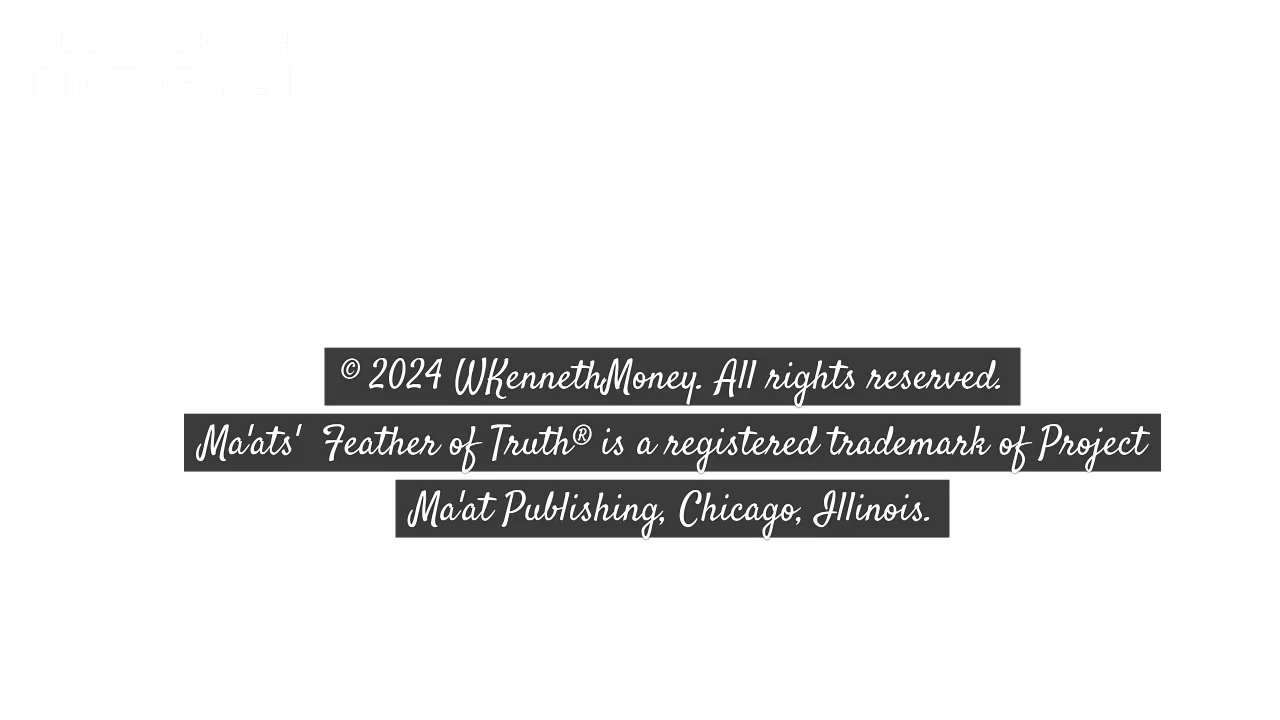 © 2024 WKennethMoney. All rights reserved.
Ma'ats'  Feather of Truth® is a registered trademark of Project
Ma'at Publishing, Chicago, Illinois.